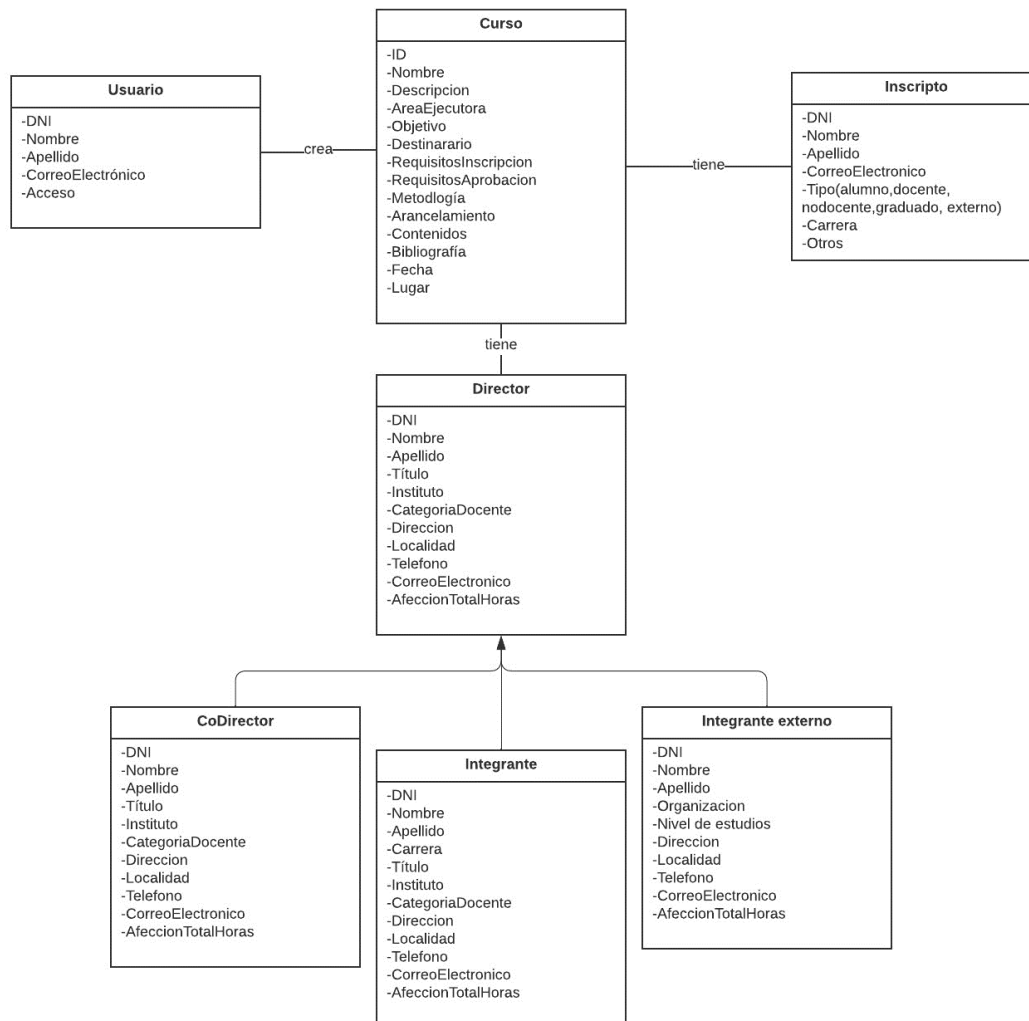 Curso
-ID
-Nombre
-Descripcion
-AreaEjecutora
-Objetivo
-Destinarario
-RequisitosInscripcion
-RequisitosAprobacion
-Metodlogía
-Arancelamiento
-Contenidos
-Bibliografía
-Fecha
-Lugar
Usuario
-DNI
-Nombre
-Apellido
-CorreoElectrónico
-Acceso
crea
Inscripto
-DNI
-Nombre
-Apellido
-CorreoElectronico
-Tipo(alumno,docente,
nodocente,graduado, externo)
-Carrera
-Otros
tiene
tiene
Director
-DNI
-Nombre
-Apellido
-Título
-Instituto
-CategoriaDocente
-Direccion
-Localidad
-Telefono
-CorreoElectronico
-AfeccionTotalHoras
CoDirector
-DNI
-Nombre
-Apellido
-Título
-Instituto
-CategoriaDocente
-Direccion
-Localidad
-Telefono
-CorreoElectronico
-AfeccionTotalHoras
Integrante
-DNI
-Nombre
-Apellido
-Carrera
-Título
-Instituto
-CategoriaDocente
-Direccion
-Localidad
-Telefono
-CorreoElectronico
-AfeccionTotalHoras
Integrante externo
-DNI
-Nombre
-Apellido
-Organizacion
-Nivel de estudios
-Direccion
-Localidad
-Telefono
-CorreoElectronico
-AfeccionTotalHoras